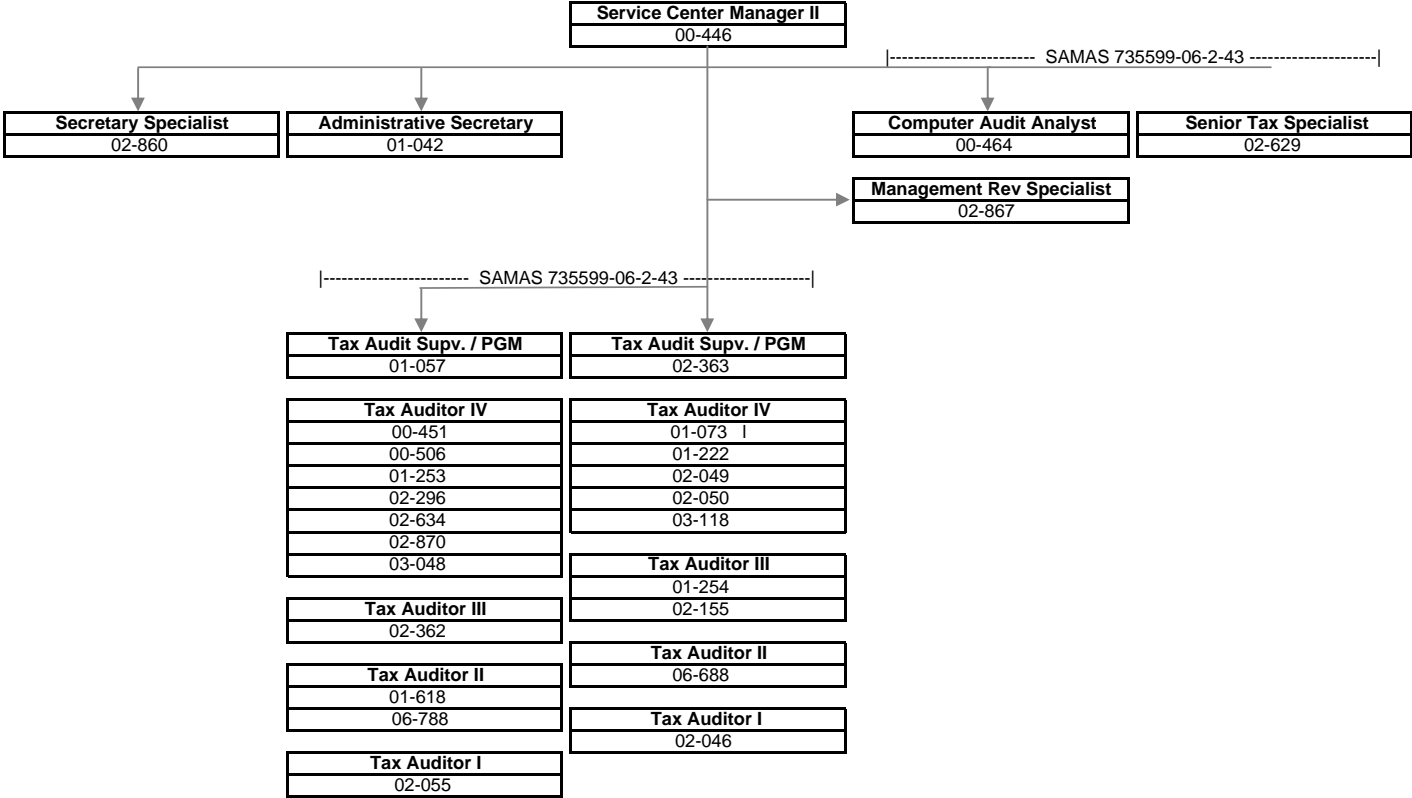 Service Center Manager II
00-446
|------------------------ SAMAS 735599-06-2-43 ---------------------|
Secretary Specialist
02-860
Administrative Secretary
01-042
Computer Audit Analyst
00-464
Senior Tax Specialist
02-629
Management Rev Specialist
02-867
|------------------------ SAMAS 735599-06-2-43 ---------------------|
Tax Audit Supv. / PGM
01-057
Tax Auditor IV
00-451
00-506
01-253
02-296
02-634
02-870
03-048
Tax Auditor III
02-362
Tax Auditor II
01-618
06-788
Tax Auditor I
02-055
Tax Audit Supv. / PGM
02-363
Tax Auditor IV
01-073 I
01-222
02-049
02-050
03-118
Tax Auditor III
01-254
02-155
Tax Auditor II
06-688
Tax Auditor I
02-046